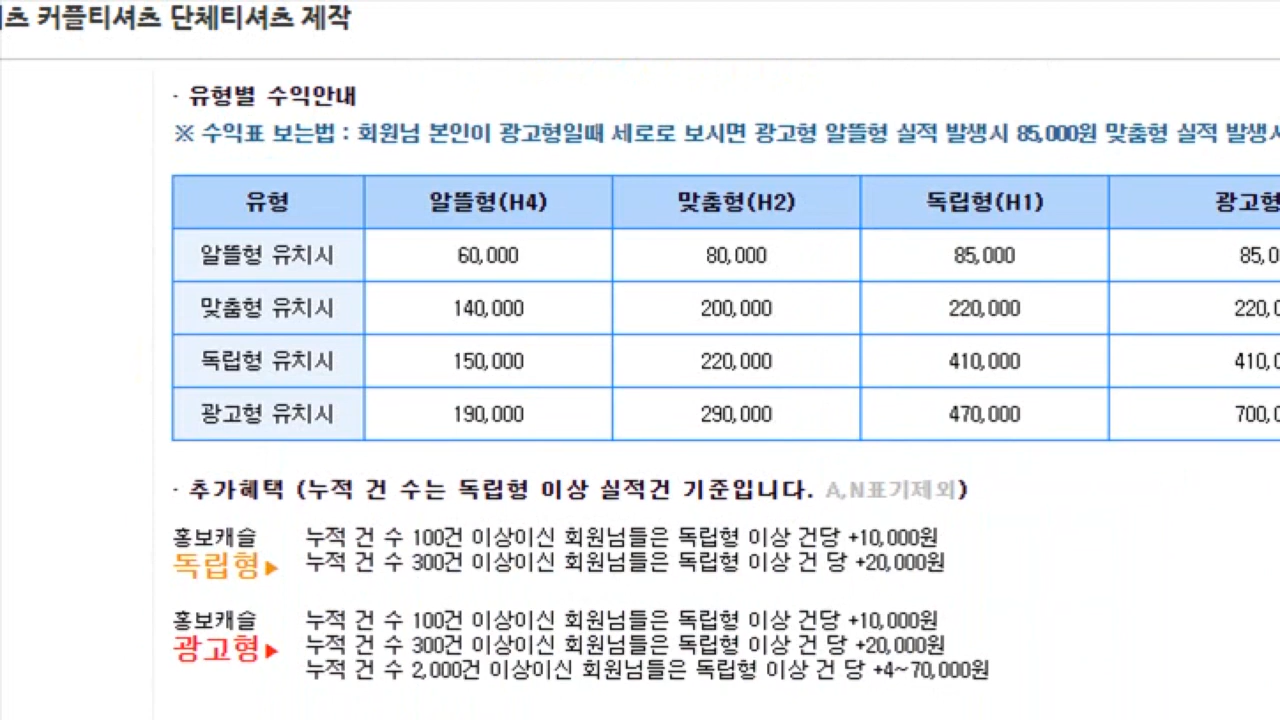 커플티셔츠 단체티셔츠 제작
· 유형별 수익안내
※ 수익표 보는법 : 회원님 본인이 광고형일때 세로로 보시면 광고형 알뜰형 실적 발생시 85,000원 맞춤형 실적
유형 알뜰형(H4) 맞춤형(H2) 독립형(H1) 광고형
알뜰형 유치시 60,000 80,000 85,000
맞춤형 유치시 140,000 200,000 220,000
독립형 유치시 150,000 220,000 410,000
광고형 유치시 190,000 290,000 470,000
· 추가혜택 (누적 건 수는 독립형 이상 실적건 기준입니다. A,N표기제외)
홍보캐슬 누적 건 수 100건 이상이신 회원님들은 독립형 이상 건당 +10,000원
독립형▶ 누적 건 수 300건 이상이신 회원님들은 독립형 이상 건 당 +20,000원
홍보캐슬 누적 건 수 100건 이상이신 회원님들은 독립형 이상 건당 +10,000원
광고형▶ 누적 건 수 300건 이상이신 회원님들은 독립형 이상 건 당 +20,000원
누적 건 수 2,000건 이상이신 회원님들은 독립형 이상 건 당 +4~70,000원